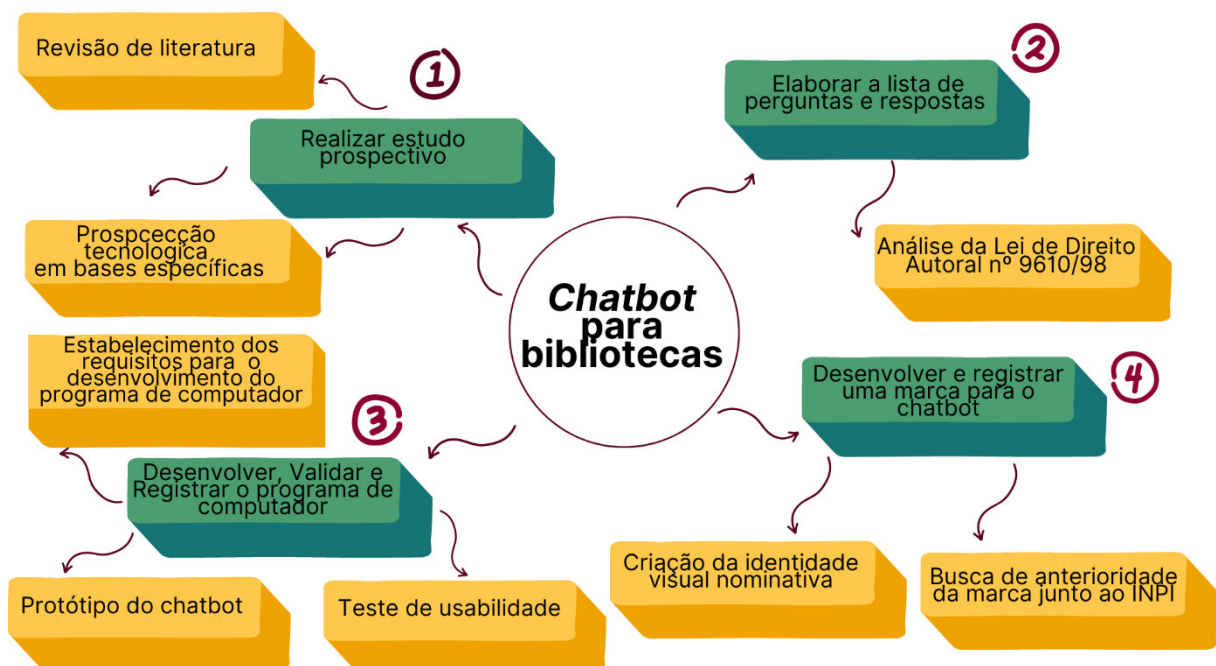 Revisão de literatura
1
Realizar estudo
prospectivo
Prospcecção
tecnologica
em bases específicas
2
Elaborar a lista de
perguntas e respostas
Análise da Lei de Direito
Autoral nº 9610/98
Chatbot
para
bibliotecas
Estabelecimento dos
requisitos para o
desenvolvimento do
programa de computador
3
Desenvolver, Validar e
Registrar o programa de
computador
Protótipo do chatbot
Teste de usabilidade
4
Desenvolver e registrar
uma marca para o
chatbot
Criação da identidade
visual nominativa
Busca de anterioridade
da marca junto ao INPI